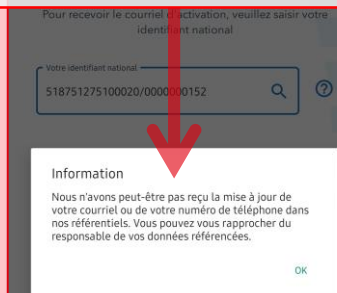 Pour recevoir le courriel d'activation, veuillez saisir votre
identifiant national
Votre identifiant national
518751275100020/0000000152
Information
Nous n'avons peut-être pas reçu la mise à jour de
votre courriel ou de votre numéro de téléphone dans
nos référentiels. Vous pouvez vous rapprocher du
responsable de vos données référencées.
OK